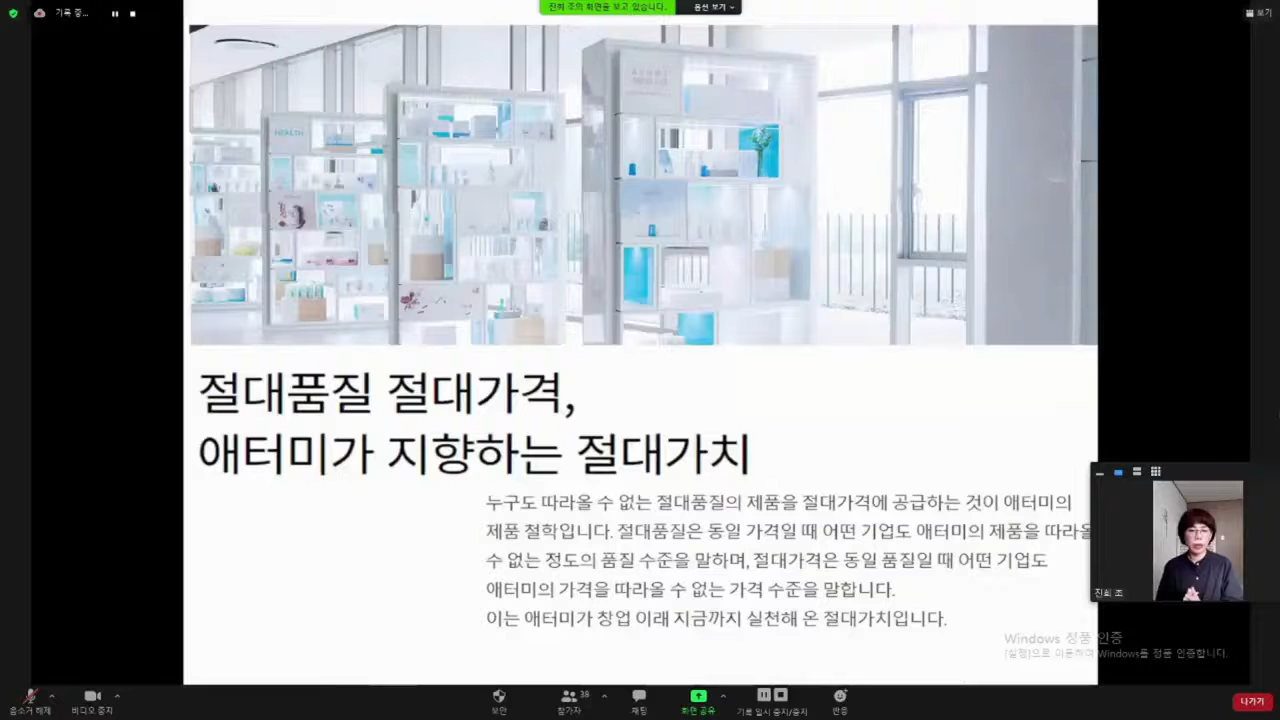 기록 중...
진희 조의 화면을 보고 있습니다.
옵션 보기
보기
HEALTH
절대품질 절대가격,
애터미가 지향하는 절대가치
누구도 따라올 수 없는 절대품질의 제품을 절대가격에 공급하는 것이 애터미의
제품 철학입니다. 절대품질은 동일 가격일 때 어떤 기업도 애터미의 제품을 따라올
수 없는 정도의 품질 수준을 말하며, 절대가격은 동일 품질일 때 어떤 기업도
애터미의 가격을 따라올 수 없는 가격 수준을 말합니다.
이는 애터미가 창업 이래 지금까지 실천해 온 절대가치입니다.
진희 조
Windows 정품 인증
[설정]으로 이동하여 Windows를 정품 인증합니다.
음소거 해제
비디오 중지
보안
참가자
38
채팅
화면 공유
기록 일시 중지/중지
반응
나가기